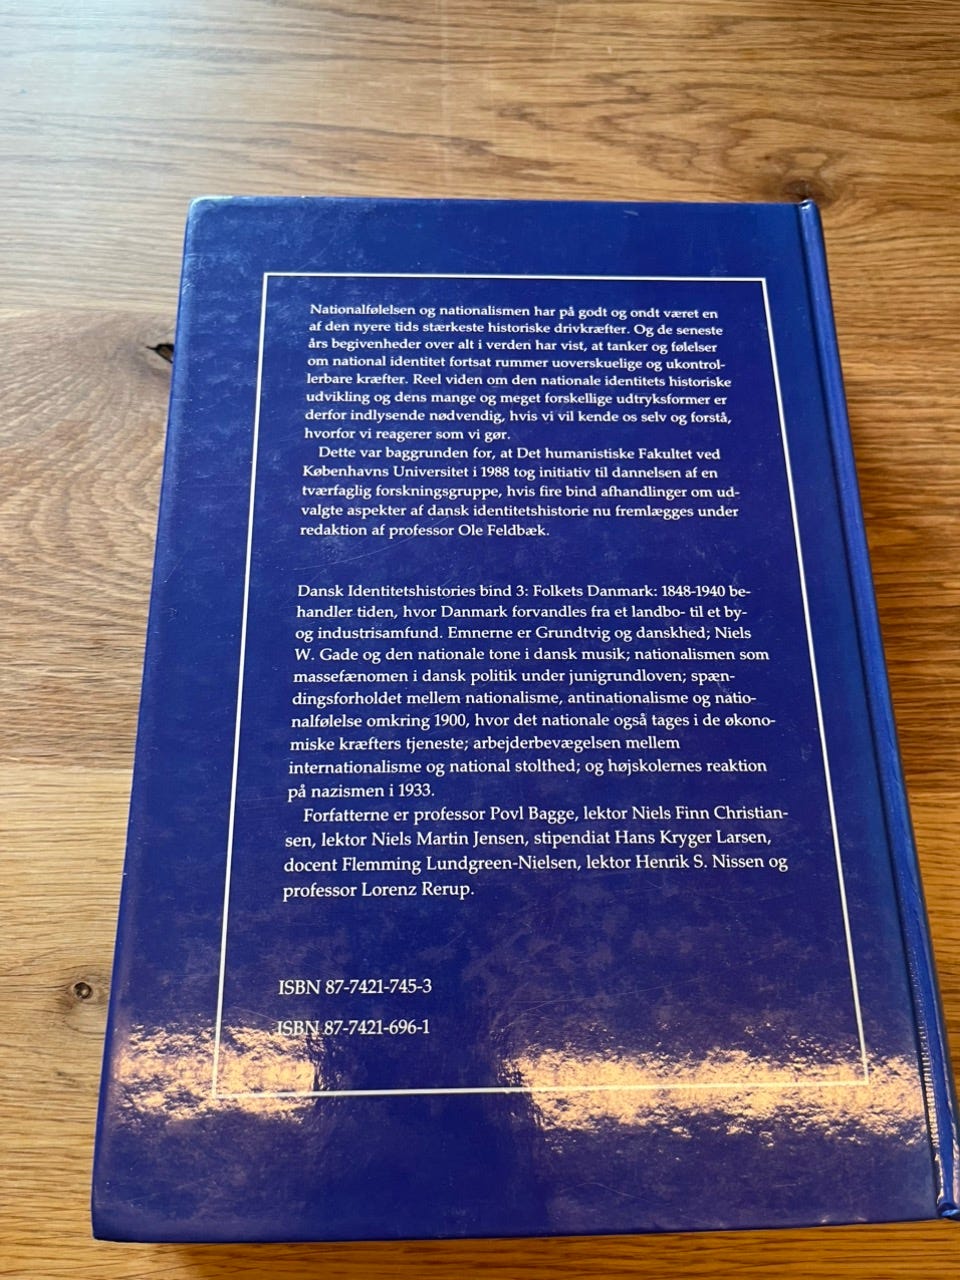 Nationalfølelsen og nationalismen har på godt og ondt været en
af den nyere tids stærkeste historiske drivkræfter. Og de seneste
års begivenheder over alt i verden har vist, at tanker og følelser
om national identitet fortsat rummer uoverskuelige og ukontrol-
lerbare kræfter. Reel viden om den nationale identitets historiske
udvikling og dens mange og meget forskellige udtryksformer er
derfor indlysende nødvendig, hvis vi vil kende os selv og forstå,
hvorfor vi reagerer som vi gør.
Dette var baggrunden for, at Det humanistiske Fakultet ved
Københavns Universitet i 1988 tog initiativ til dannelsen af en
tværfaglig forskningsgruppe, hvis fire bind afhandlinger om ud-
valgte aspekter af dansk identitetshistorie nu fremlægges under
redaktion af professor Ole Feldbæk.
Dansk Identitetshistories bind 3: Folkets Danmark: 1848-1940 be-
handler tiden, hvor Danmark forvandles fra et landbo- til et by-
og industrisamfund. Emnerne er Grundtvig og danskhed; Niels
W. Gade og den nationale tone i dansk musik; nationalismen som
massefænomen i dansk politik under junigrundloven; spæn-
dingsforholdet mellem nationalisme, antinationalisme og natio-
nalfølelse omkring 1900, hvor det nationale også tages i de økono-
miske kræfters tjeneste; arbejderbevægelsen mellem
internationalisme og national stolthed; og højskolernes reaktion
på nazismen i 1933.
Forfatterne er professor Povl Bagge, lektor Niels Finn Christian-
sen, lektor Niels Martin Jensen, stipendiat Hans Kryger Larsen,
docent Flemming Lundgreen-Nielsen, lektor Henrik S. Nissen og
professor Lorenz Rerup.
ISBN 87-7421-745-3
ISBN 87-7421-696-1